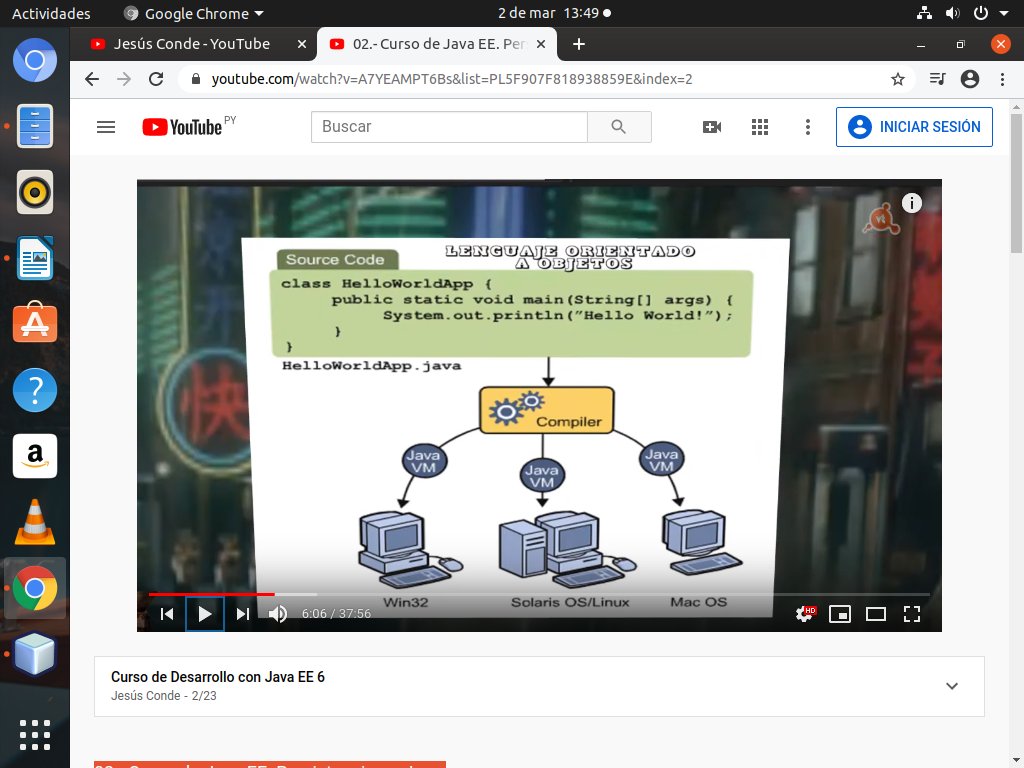 Actividades
Google Chrome
2 de mar 13:49
Jesús Conde - YouTube
02.- Curso de Java EE. Per
youtube.com/watch?v=A7YEAMPT6Bs&list=PL5F907F818938859E&index=2
YouTube PY
Buscar
INICIAR SESIÓN
LENGUAJE ORIENTADO
A OBJETOS
Source Code
class HelloWorldApp {
public static void main(String[] args) {
System.out.println("Hello World!");
}
}
HelloWorldApp.java
Compiler
Java
VM
Java
VM
Java
VM
Win32
Solaris OS/Linux
Mac OS
快
6:06 / 37:56
HD
Curso de Desarrollo con Java EE 6
Jesús Conde - 2/23